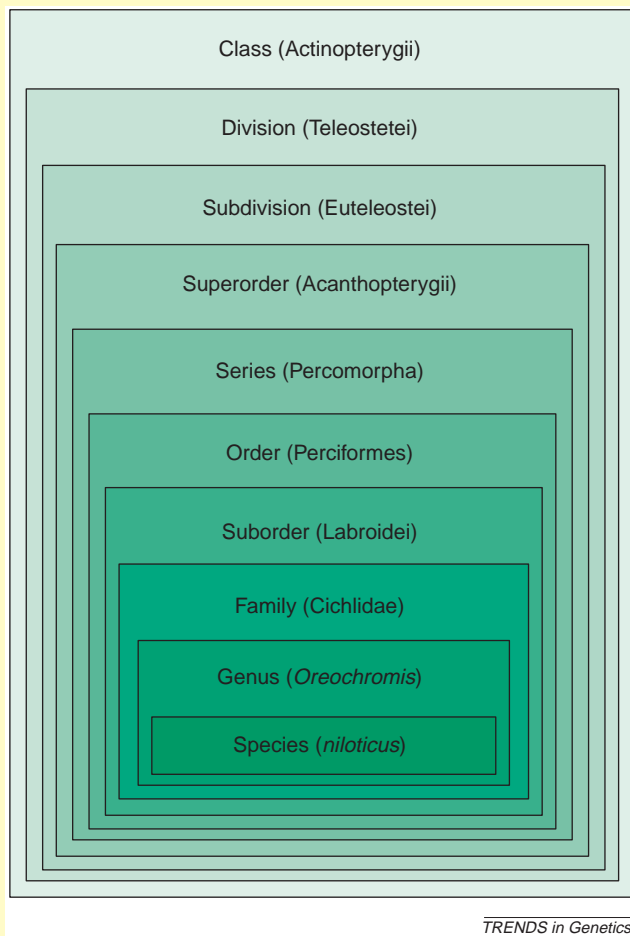 Class (Actinopterygii)
Division (Teleostetei)
Subdivision (Euteleostei)
Superorder (Acanthopterygii)
Series (Percomorpha)
Order (Perciformes)
Suborder (Labroidei)
Family (Cichlidae)
Genus (Oreochromis)
Species (niloticus)
TRENDS in Genetics